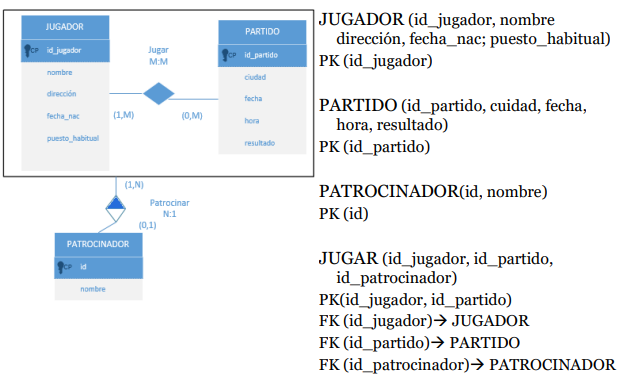 JUGADOR
CP id_jugador
nombre
dirección
fecha_nac
puesto_habitual
Jugar
M:M
(1,M)
(0,M)
PARTIDO
CP id_partido
ciudad
fecha
hora
resultado
(1,N)
Patrocinar
N:1
(0,1)
PATROCINADOR
CP id
nombre
JUGADOR (id_jugador, nombre
dirección, fecha_nac; puesto_habitual)
PK (id_jugador)
PARTIDO (id_partido, cuidad, fecha,
hora, resultado)
PK (id_partido)
PATROCINADOR(id, nombre)
PK (id)
JUGAR (id_jugador, id_partido,
id_patrocinador)
PK(id_jugador, id_partido)
FK (id_jugador)→ JUGADOR
FK (id_partido)→ PARTIDO
FK (id_patrocinador)→ PATROCINADOR